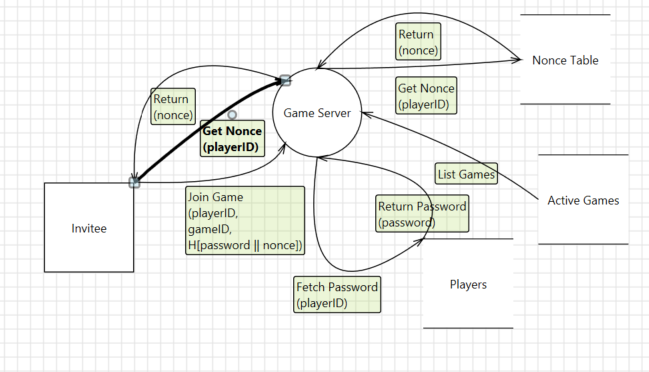 Return
(nonce)
Nonce Table
Get Nonce
(playerID)
Return
(nonce)
Game Server
Get Nonce
(playerID)
List Games
Active Games
Join Game
(playerID,
gameID,
H[password || nonce])
Return Password
(password)
Invitee
Fetch Password
(playerID)
Players